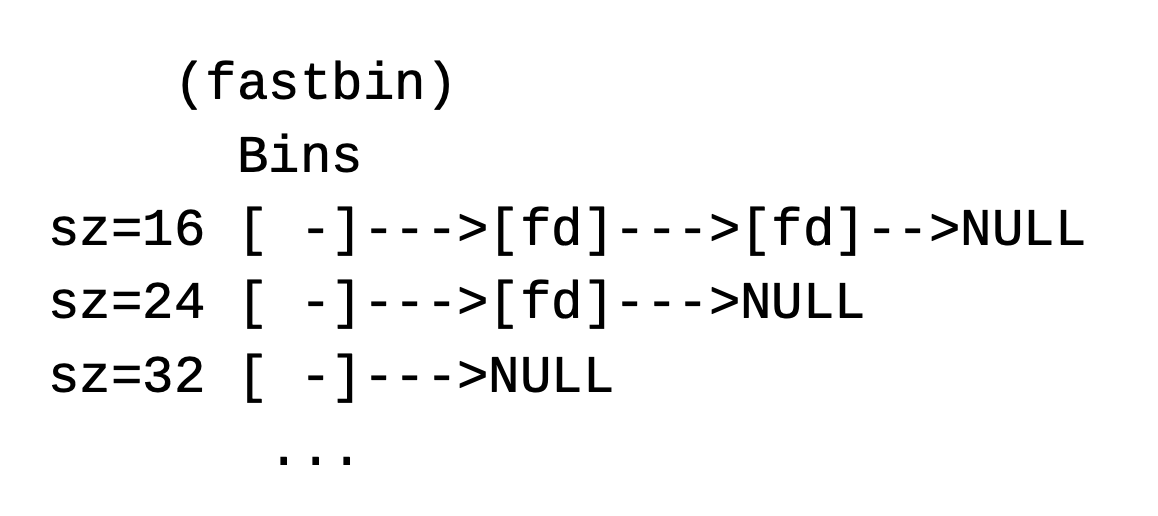 (fastbin)
Bins
sz=16 [ -]--->[fd]--->[fd]-->NULL
sz=24 [ -]--->[fd]--->NULL
sz=32 [ -]--->NULL
...